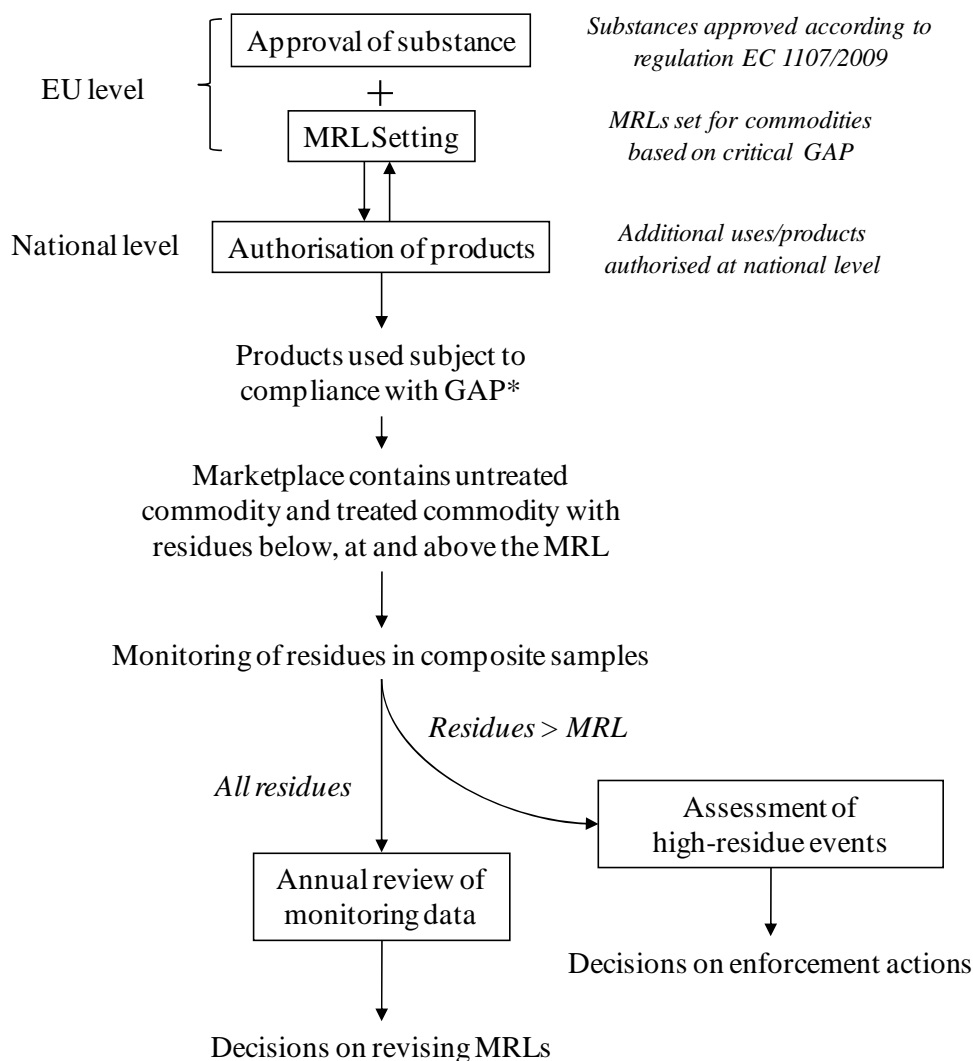 Approval of substance
Substances approved according to
regulation EC 1107/2009
EU level
+
MRL Setting
MRLs set for commodities
based on critical GAP
National level
Authorisation of products
Additional uses/products
authorised at national level
Products used subject to
compliance with GAP*
Marketplace contains untreated
commodity and treated commodity with
residues below, at and above the MRL
Monitoring of residues in composite samples
Residues > MRL
All residues
Assessment of
high-residue events
Annual review of
monitoring data
Decisions on enforcement actions
Decisions on revising MRLs